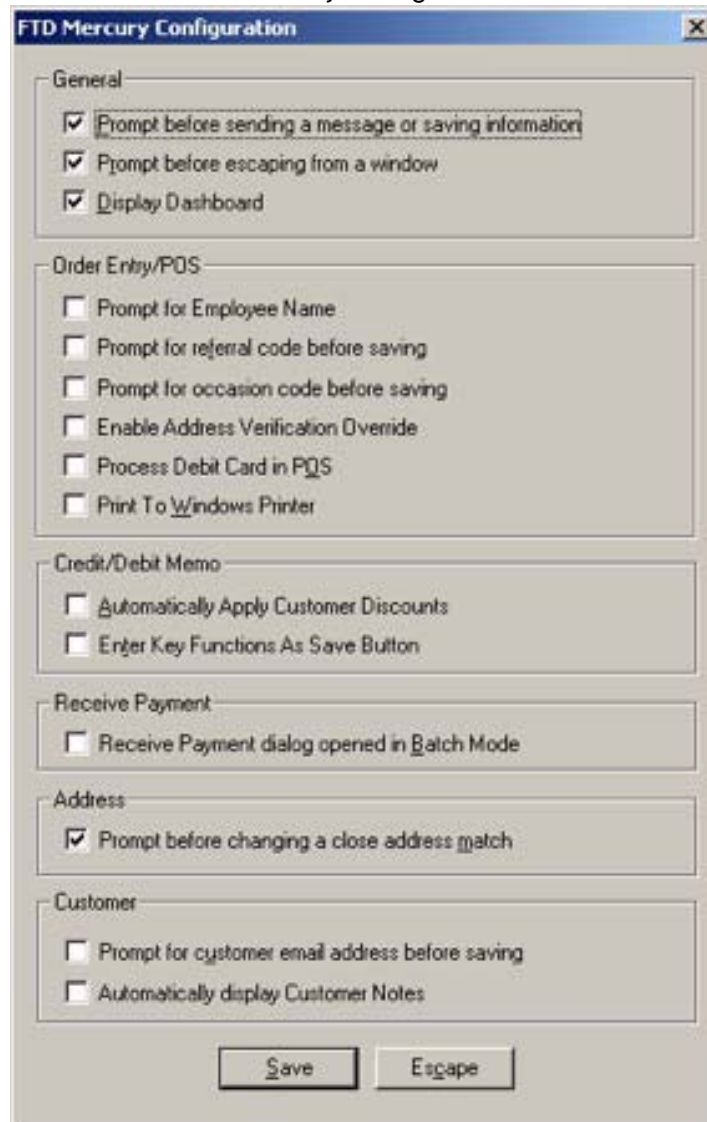 FTD Mercury Configuration
General
Prompt before sending a message or saving information
Prompt before escaping from a window
Display Dashboard
Order Entry/POS
Prompt for Employee Name
Prompt for referral code before saving
Prompt for occasion code before saving
Enable Address Verification Override
Process Debit Card in POS
Print To Windows Printer
Credit/Debit Memo
Automatically Apply Customer Discounts
Enter Key Functions As Save Button
Receive Payment
Receive Payment dialog opened in Batch Mode
Address
Prompt before changing a close address match
Customer
Prompt for customer email address before saving
Automatically display Customer Notes
Save Escape